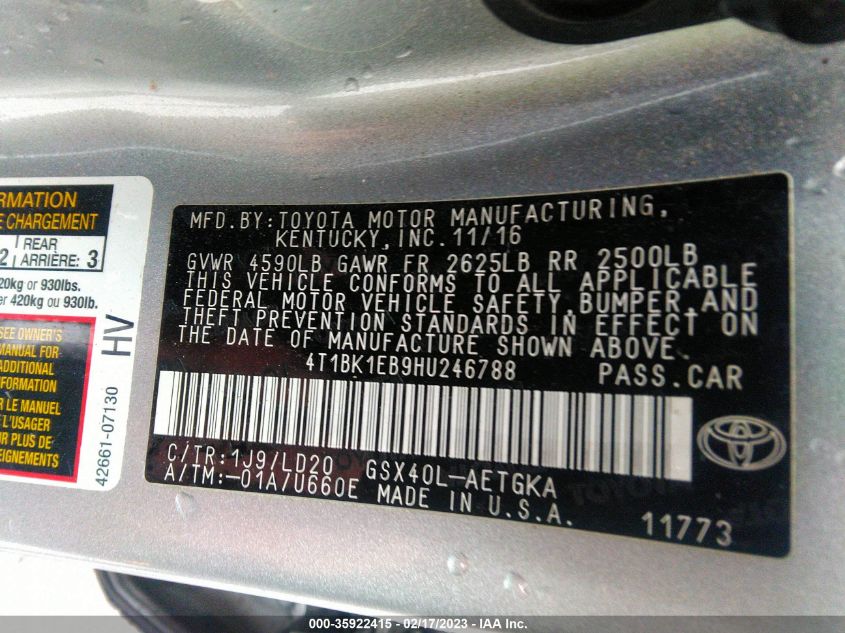 RMATION
E CHARGEMENT
2 | REAR ARRIÈRE: 3
20kg or 930lbs.
er 420kg ou 930lb.
SEE OWNER'S
MANUAL FOR
ADDITIONAL
LE MANUEL
L'USAGER
PLUS DE
HV
42661-07130
MFD.BY:TOYOTA MOTOR MANUFACTURING,
KENTUCKY,INC.11/16
GVWR 4590LB GAWR FR 2625LB RR 2500LB
THIS VEHICLE CONFORMS TO ALL APPLICABLE
FEDERAL MOTOR VEHICLE SAFETY,BUMPER,AND
THEFT PREVENTION STANDARDS IN EFFECT ON
THE DATE OF MANUFACTURE SHOWN ABOVE.
4T1BK1EB9HU246788 PASS.CAR
C/TR:1J9/LD20 GSX40L-AETGKA
A/TM:-01A/U660E MADE IN U.S.A.
11773
000-35922415 - 02/17/2023 - IAA Inc.